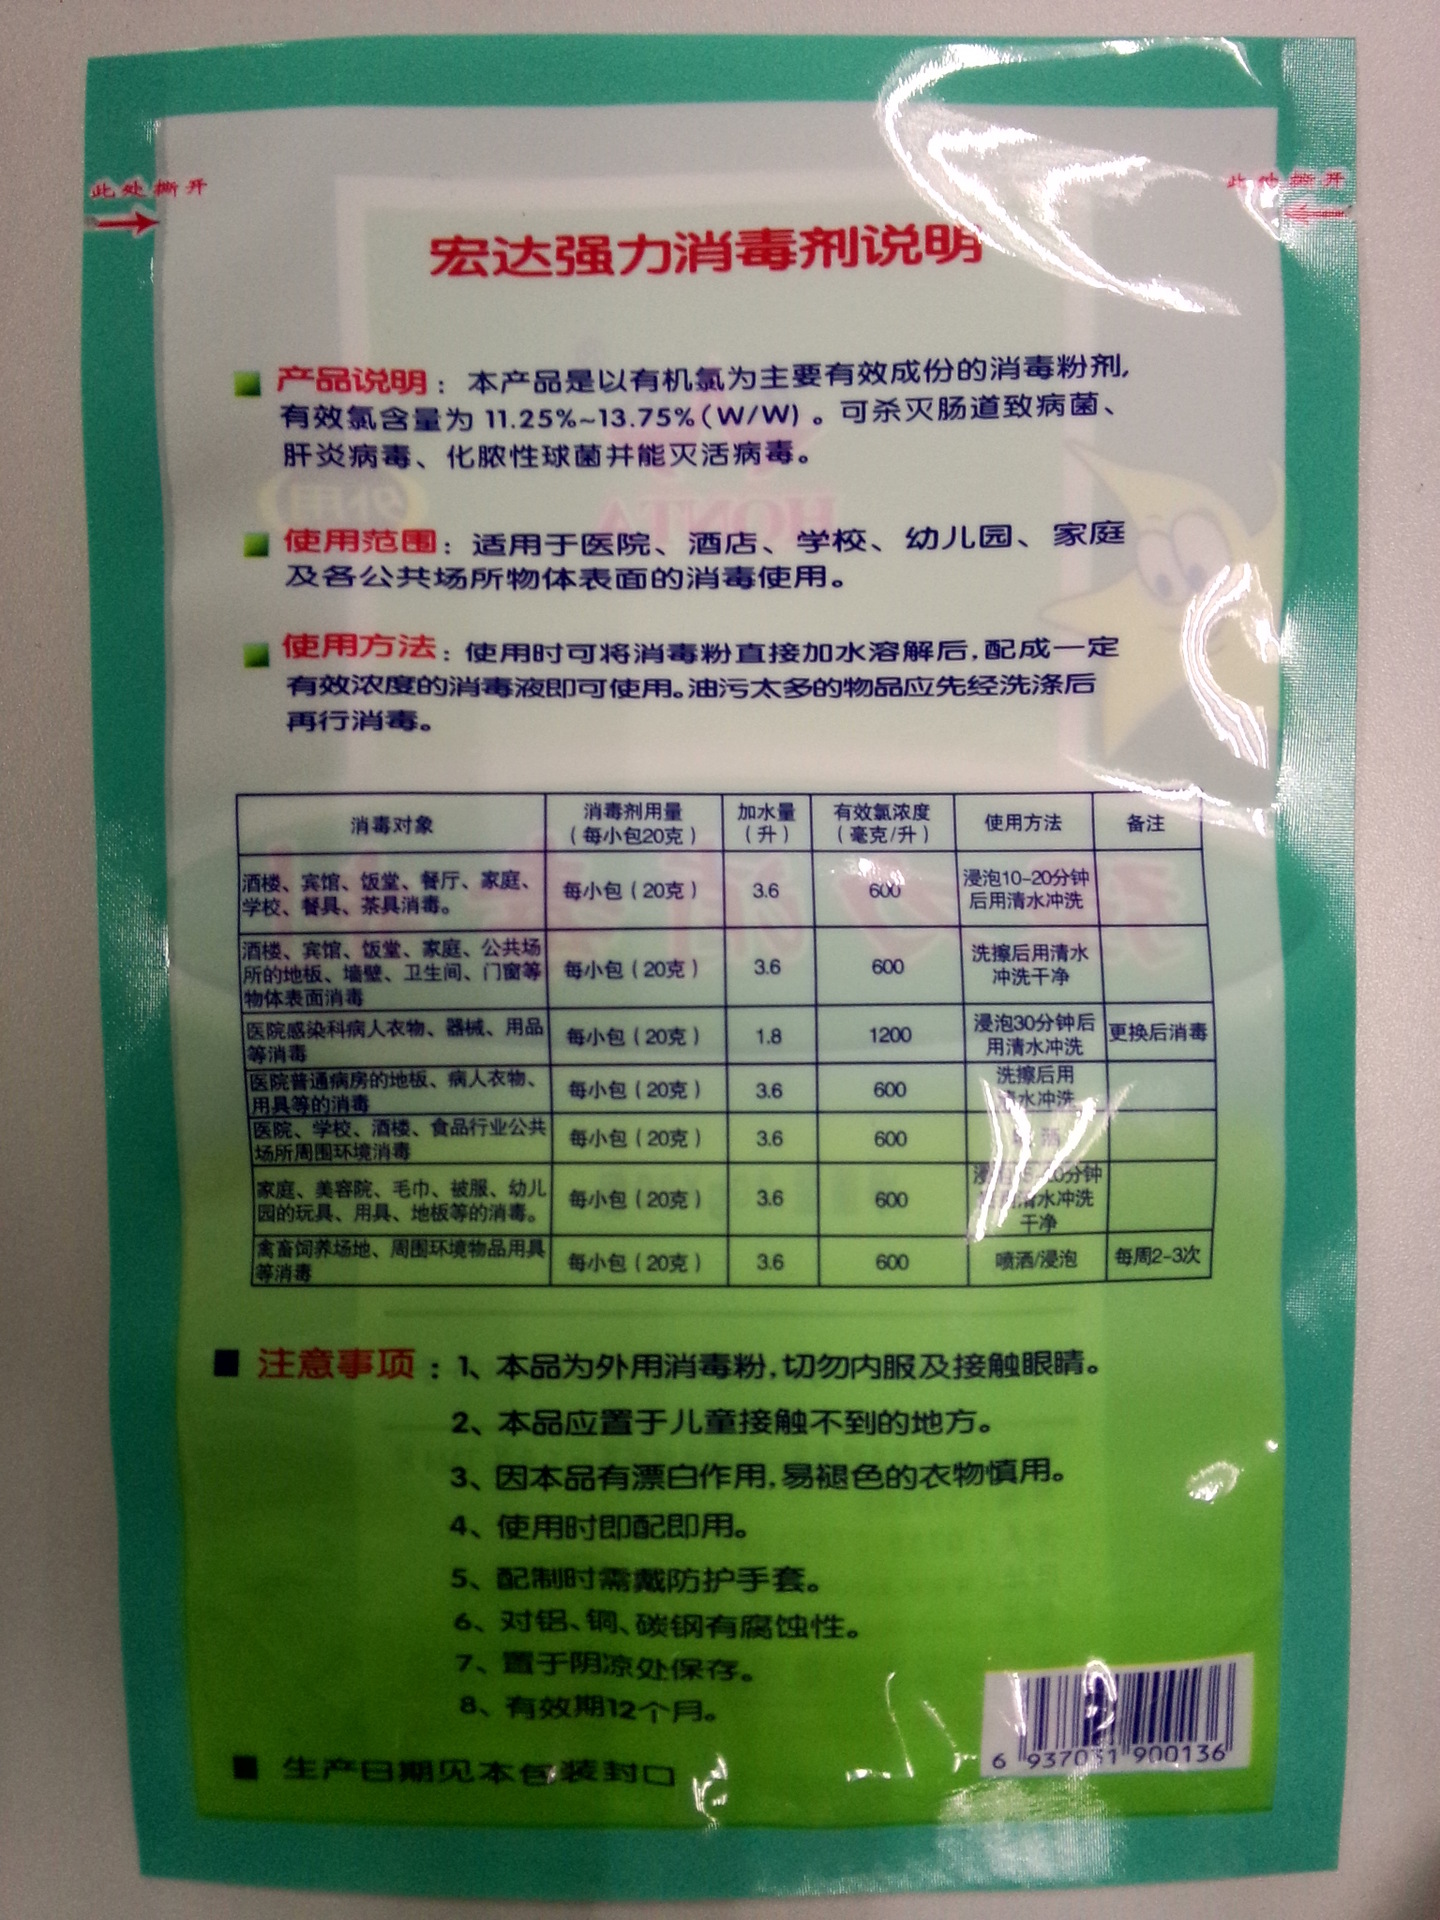 此处撕开
此处撕开
宏达强力消毒剂说明
产品说明：本产品是以有机氯为主要有效成份的消毒粉剂,
有效氯含量为 11.25%~13.75%(W/W) 。可杀灭肠道致病菌、
肝炎病毒、化脓性球菌并能灭活病毒。
外用
HONTA
使用范围：适用于医院、酒店、学校、幼儿园、家庭
及各公共场所物体表面的消毒使用。
使用方法：使用时可将消毒粉直接加水溶解后,配成一定
有效浓度的消毒液即可使用。油污太多的物品应先经洗涤后
再行消毒。
消毒对象 消毒剂用量（每小包20克） 加水量（升） 有效氯浓度（毫克/升） 使用方法 备注
酒楼、宾馆、饭堂、餐厅、家庭、 每小包（20克） 3.6 600 浸泡10-20分钟
学校、餐具、茶具消毒。 后用清水冲洗
酒楼、宾馆、饭堂、家庭、公共场 洗擦后用清水
所的地板、墙壁、卫生间、门窗等 每小包（20克） 3.6 600 冲洗干净
物体表面消毒
医院感染科病人衣物、器械、用品 每小包（20克） 1.8 1200 浸泡30分钟后 更换后消毒
等消毒 用清水冲洗
医院普通病房的地板、病人衣物、 每小包（20克） 3.6 600 洗擦后用
用具等的消毒 清水冲洗
医院、学校、酒楼、食品行业公共 每小包（20克） 3.6 600 洒
场所周围环境消毒
家庭、美容院、毛巾、被服、幼儿 每小包（20克） 3.6 600 分钟
园的玩具、用具、地板等的消毒。 清水冲洗
干净
禽畜饲养场地、周围环境物品用具 每小包（20克） 3.6 600 喷洒/浸泡 每周2-3次
等消毒
注意事项：1、本品为外用消毒粉,切勿内服及接触眼睛。
2、本品应置于儿童接触不到的地方。
3、因本品有漂白作用,易褪色的衣物慎用。
4、使用时即配即用。
5、配制时需戴防护手套。
6、对铝、铜、碳钢有腐蚀性。
7、置于阴凉处保存。
8、有效期12个月。
生产日期见本包装封口
6 937031 900136